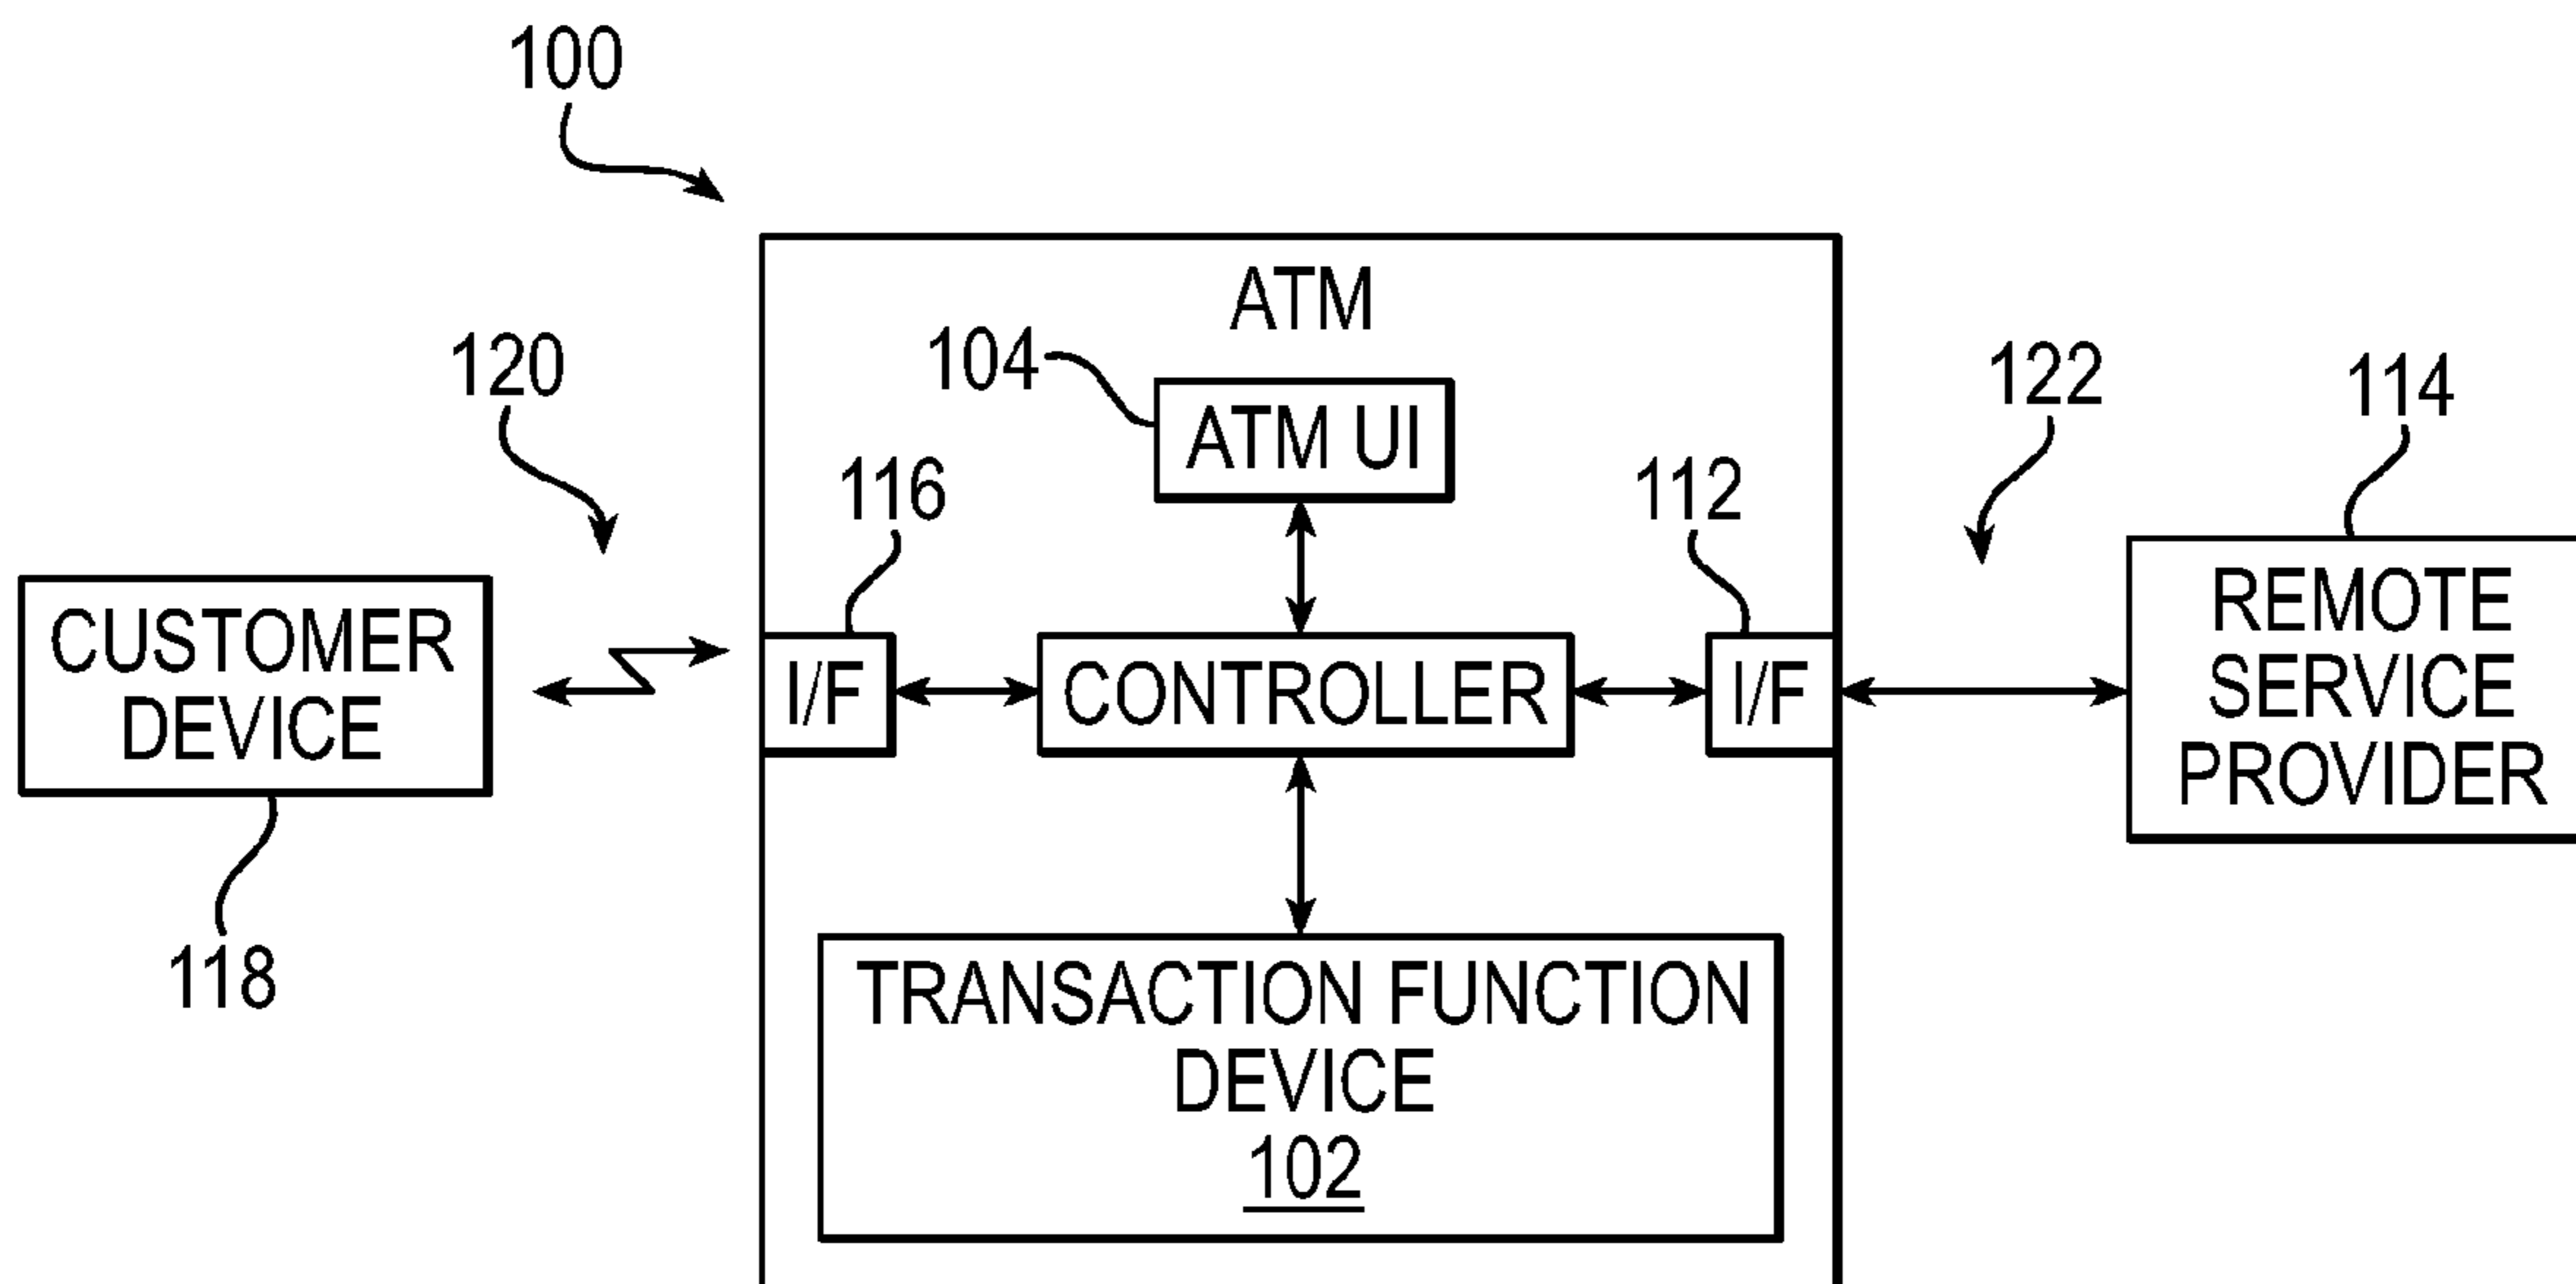 100
ATM
120
104
122
114
ATM UI
116
112
CUSTOMER
DEVICE
I/F
CONTROLLER
I/F
REMOTE
SERVICE
PROVIDER
118
TRANSACTION FUNCTION
DEVICE
102